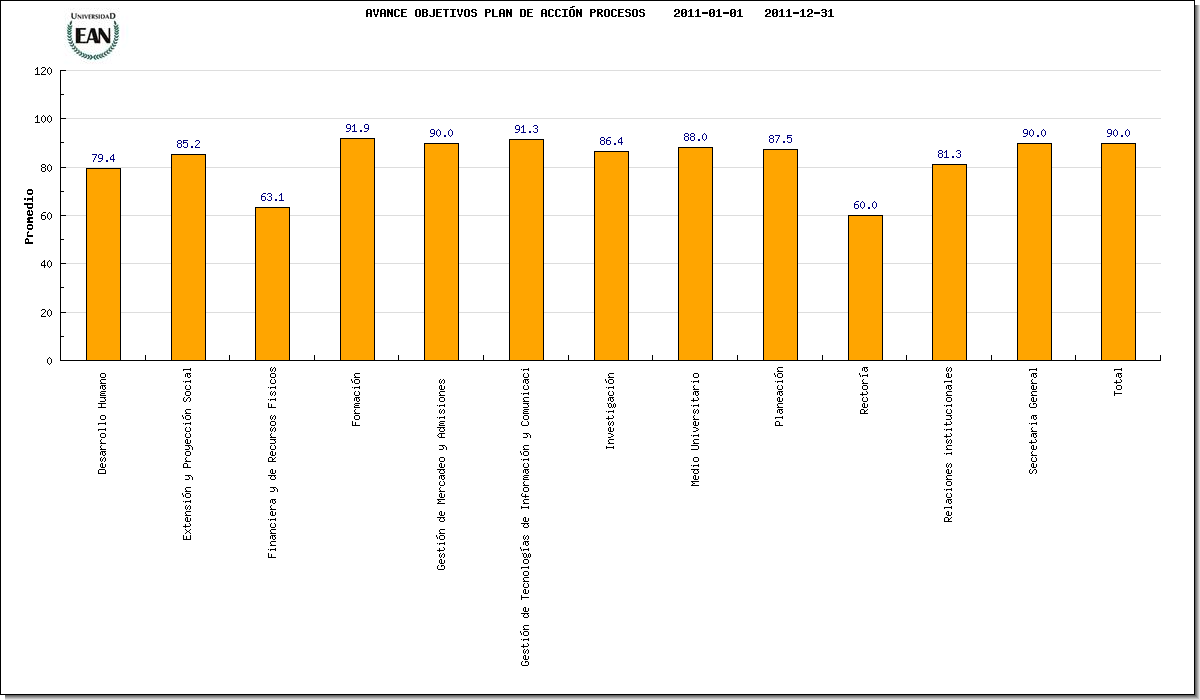 AVANCE OBJETIVOS PLAN DE ACCIÓN PROCESOS 2011-01-01 2011-12-31
UNIVERSIDAD
EAN
Promedio
120
100
80
60
40
20
0
79.4
85.2
63.1
91.9
90.0
91.3
86.4
88.0
87.5
60.0
81.3
90.0
90.0
Desarrollo Humano
Extensión y Proyección Social
Financiera y de Recursos Fisicos
Formación
Gestión de Mercadeo y Admisiones
Gestión de Tecnologías de Información y Comunicaci
Investigación
Medio Universitario
Planeación
Rectoría
Relaciones institucionales
Secretaria General
Total